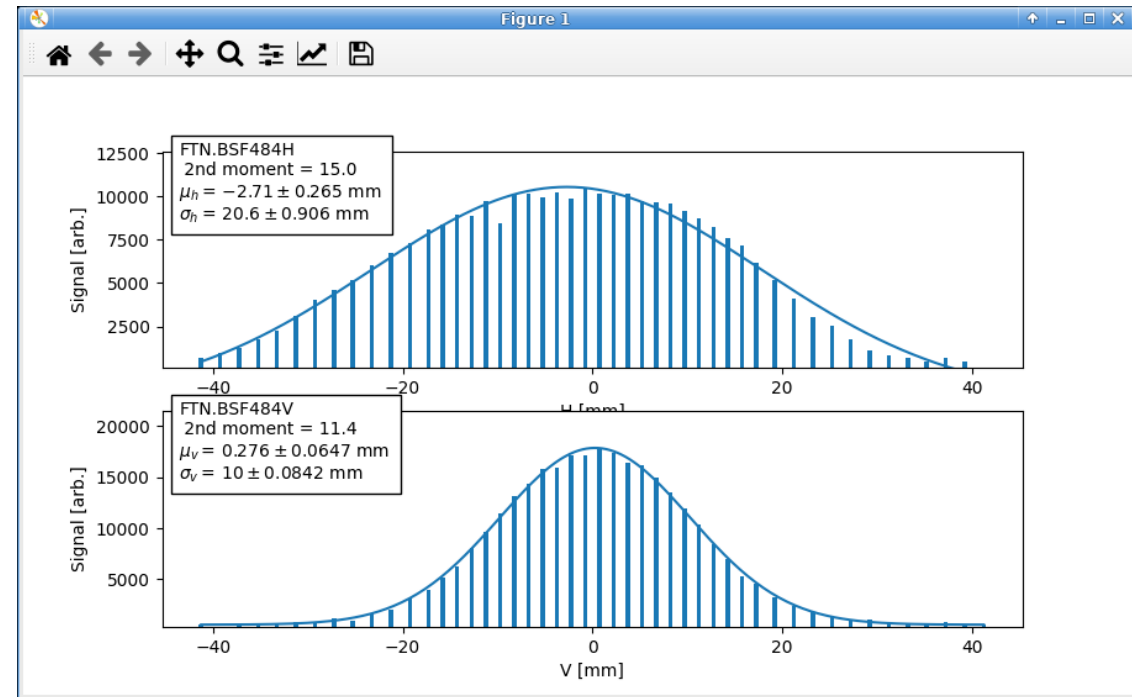 Figure 1
FTN.BSF484H
2nd moment = 15.0
μₕ = −2.71 ± 0.265 mm
σₕ = 20.6 ± 0.906 mm
Signal [arb.]
12500
10000
7500
5000
2500
−40 −20 0 20 40
H [mm]
FTN.BSF484V
2nd moment = 11.4
μᵥ = 0.276 ± 0.0647 mm
σᵥ = 10 ± 0.0842 mm
Signal [arb.]
20000
15000
10000
5000
−40 −20 0 20 40
V [mm]